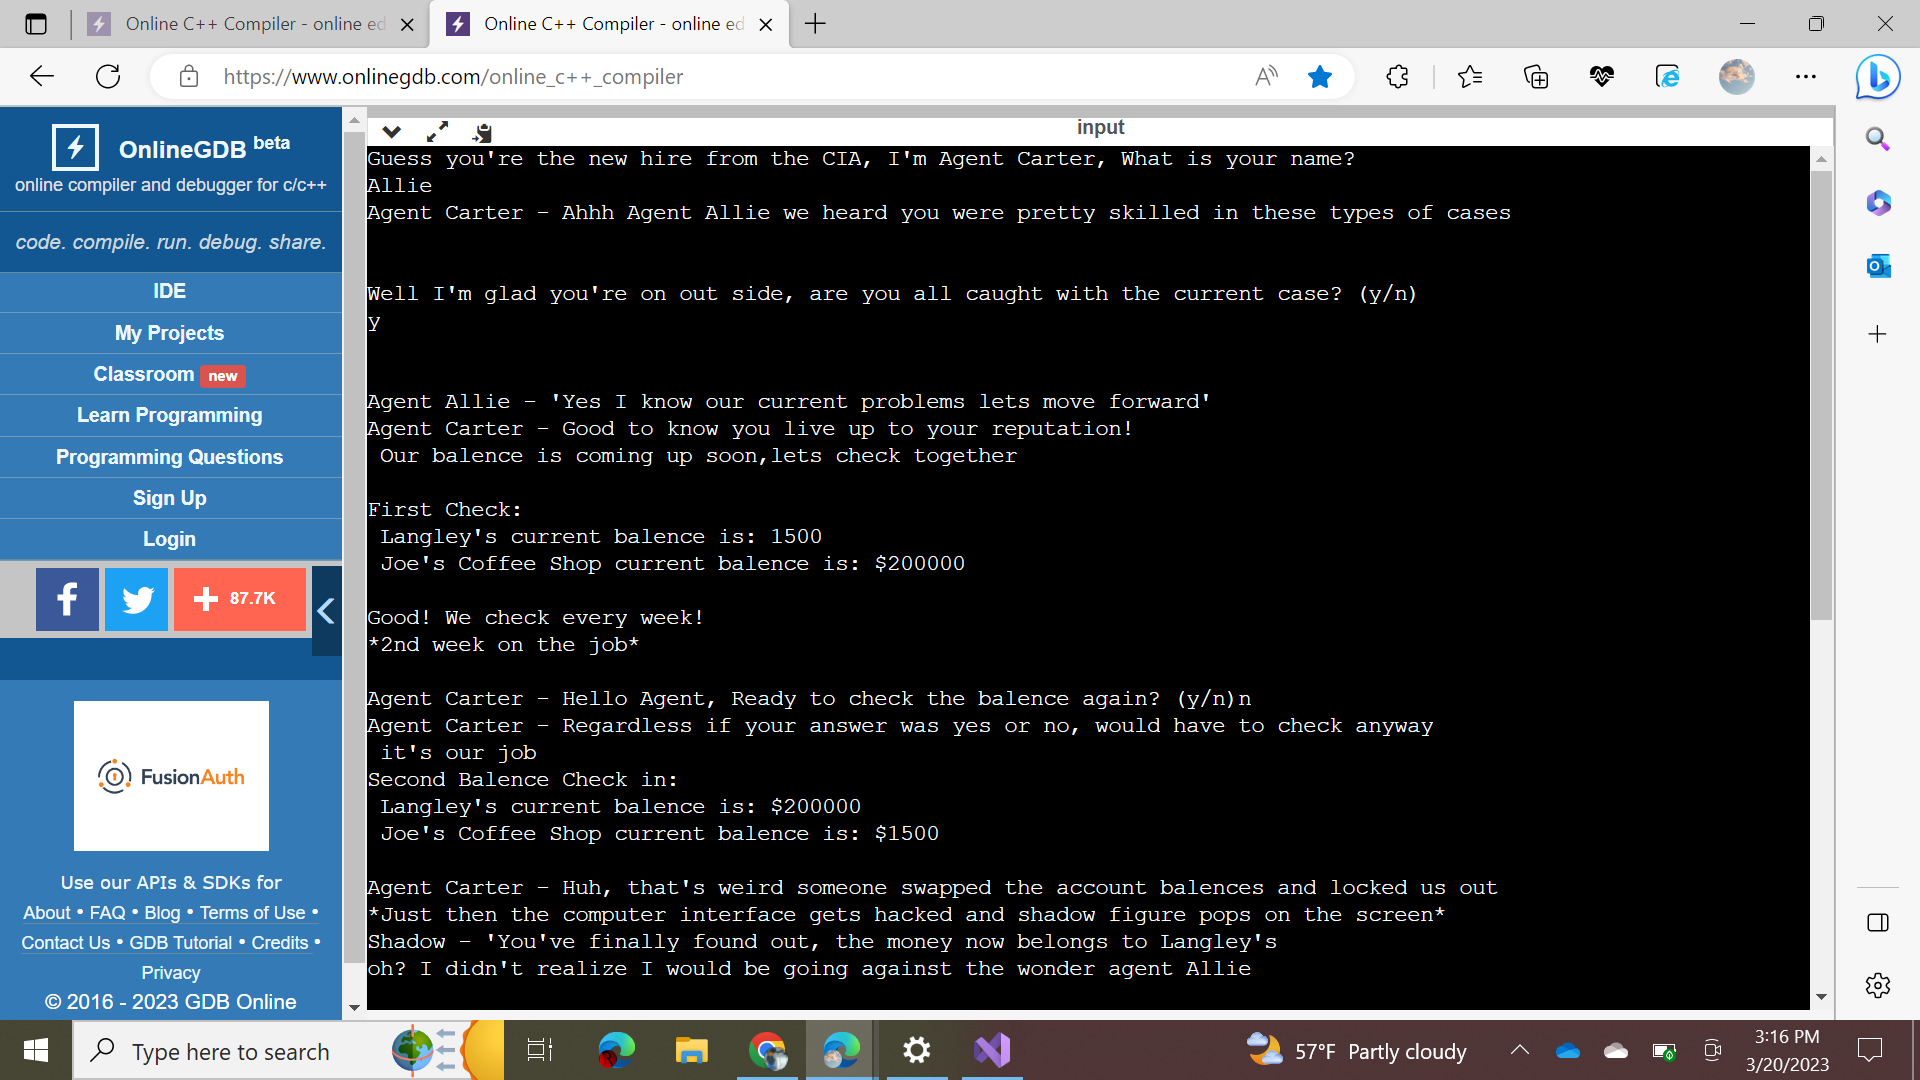 Online C++ Compiler - online ed
Online C++ Compiler - online ed
https://www.onlinegdb.com/online_c++_compiler
OnlineGDB beta
online compiler and debugger for c/c++
code. compile. run. debug. share.
IDE
My Projects
Classroom new
Learn Programming
Programming Questions
Sign Up
Login
87.7K
FusionAuth
Use our APIs & SDKs for
About • FAQ • Blog • Terms of Use •
Contact Us • GDB Tutorial • Credits •
Privacy
© 2016 - 2023 GDB Online
input
Guess you're the new hire from the CIA, I'm Agent Carter, What is your name?
Allie
Agent Carter - Ahhh Agent Allie we heard you were pretty skilled in these types of cases
Well I'm glad you're on out side, are you all caught with the current case? (y/n)
y
Agent Allie - 'Yes I know our current problems lets move forward'
Agent Carter - Good to know you live up to your reputation!
Our balence is coming up soon,lets check together
First Check:
Langley's current balence is: 1500
Joe's Coffee Shop current balence is: $200000
Good! We check every week!
*2nd week on the job*
Agent Carter - Hello Agent, Ready to check the balence again? (y/n)n
Agent Carter - Regardless if your answer was yes or no, would have to check anyway
it's our job
Second Balence Check in:
Langley's current balence is: $200000
Joe's Coffee Shop current balence is: $1500
Agent Carter - Huh, that's weird someone swapped the account balences and locked us out
*Just then the computer interface gets hacked and shadow figure pops on the screen*
Shadow - 'You've finally found out, the money now belongs to Langley's
oh? I didn't realize I would be going against the wonder agent Allie
Type here to search
57°F Partly cloudy
3:16 PM
3/20/2023